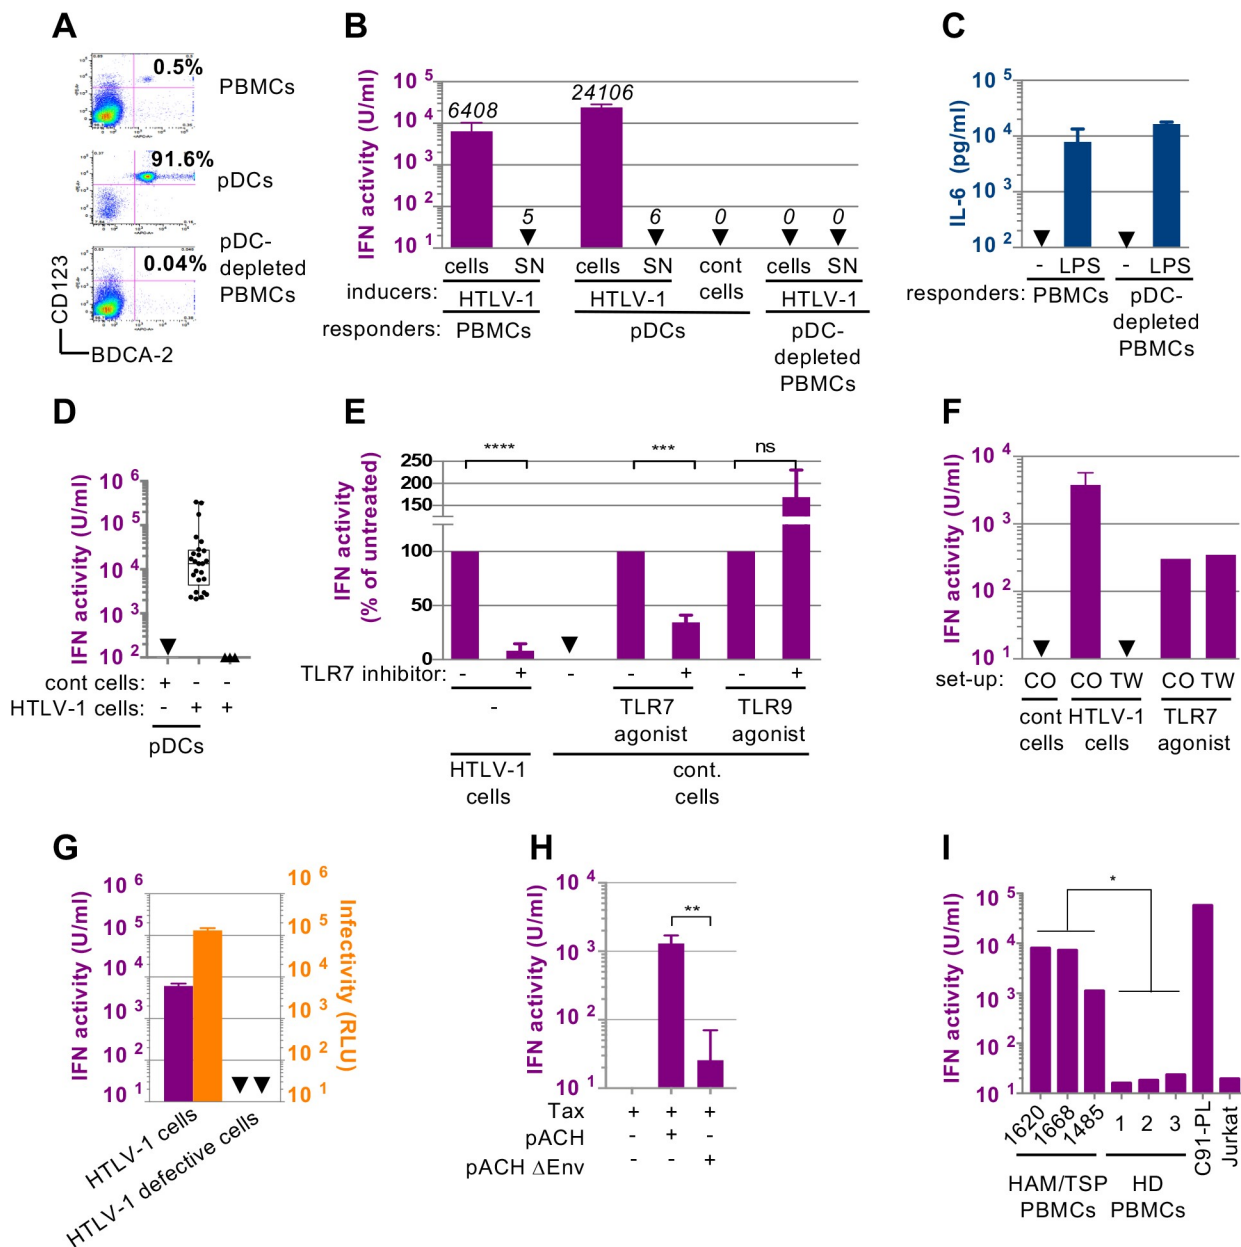 A
0.5%
PBMCs
91.6%
pDCs
0.04%
pDC-
depleted
PBMCs
CD123
BDCA-2
B
IFN activity (U/ml)
10 5
10 4
10 3
10 2
10 1
6408
5
24106
6
0
0
0
cells SN cells SN cont cells SN
cells
inducers: HTLV-1 HTLV-1 HTLV-1
responders: PBMCs pDCs pDC-
depleted
PBMCs
C
IL-6 (pg/ml)
10 5
10 4
10 3
10 2
- LPS - LPS
responders: PBMCs pDC-
depleted
PBMCs
D
IFN activity (U/ml)
10 6
10 5
10 4
10 3
10 2
cont cells: + - -
HTLV-1 cells: - + +
pDCs
E
IFN activity
(% of untreated)
250
200
150
100
50
0
**** *** ns
TLR7 inhibitor: - + - - + - +
- TLR7 TLR9
agonist agonist
HTLV-1 cont.
cells cells
F
IFN activity (U/ml)
10 4
10 3
10 2
10 1
set-up: CO CO TW CO TW
cont HTLV-1 TLR7
cells cells agonist
G
IFN activity (U/ml)
10 6
10 5
10 4
10 3
10 2
10 1
10 6
10 5
10 4
10 3
10 2
10 1
Infectivity (RLU)
HTLV-1 cells
HTLV-1 defective cells
H
IFN activity (U/ml)
10 4
10 3
10 2
10 1
**
Tax + + +
pACH - + -
pACH ΔEnv - - +
I
IFN activity (U/ml)
10 5
10 4
10 3
10 2
10 1
*
1620 1668 1485 1 2 3 C91-PL Jurkat
HAM/TSP HD
PBMCs PBMCs